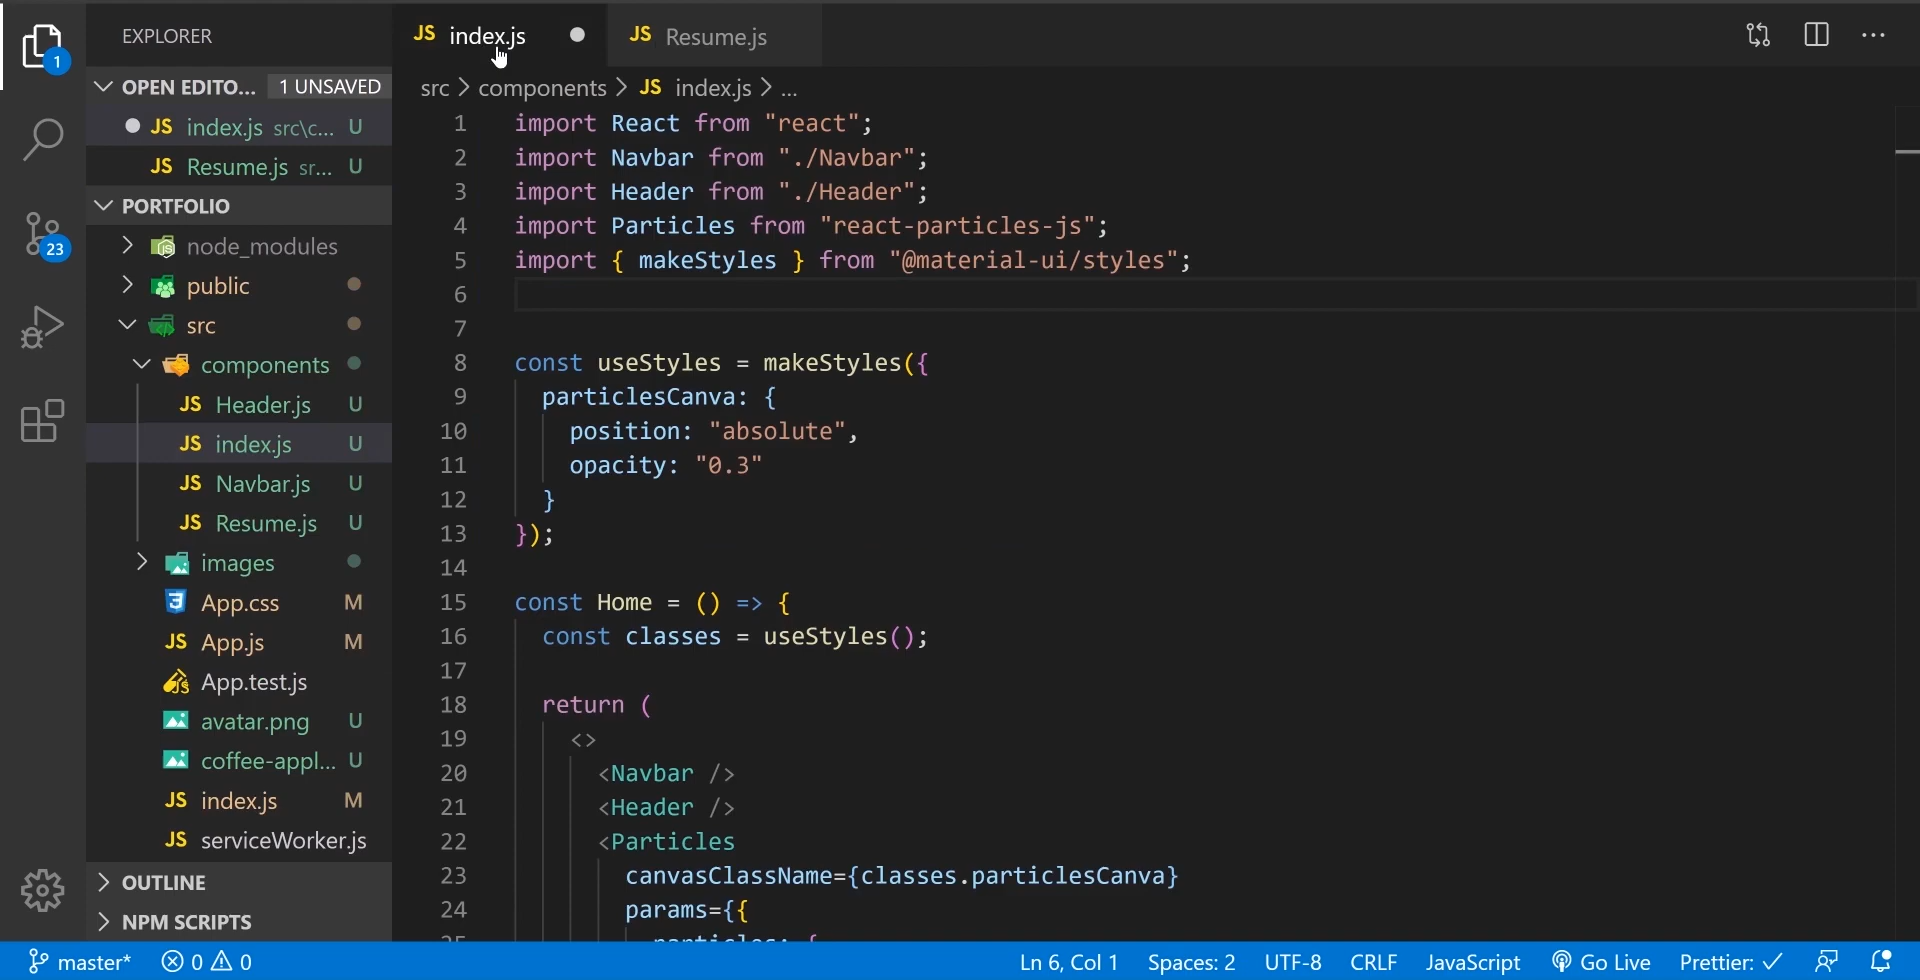 EXPLORER
JS index.js
JS Resume.js
1
OPEN EDITO... 1 UNSAVED
JS index.js src\c... U
JS Resume.js sr... U
PORTFOLIO
node_modules
public
src
components
JS Header.js U
JS index.js U
JS Navbar.js U
JS Resume.js U
images
App.css M
JS App.js M
App.test.js
avatar.png U
coffee-appl... U
JS index.js M
JS serviceWorker.js
OUTLINE
NPM SCRIPTS
23
src > components > JS index.js > ...
1 import React from "react";
2 import Navbar from "./Navbar";
3 import Header from "./Header";
4 import Particles from "react-particles-js";
5 import { makeStyles } from "@material-ui/styles";
6
7
8 const useStyles = makeStyles({
9 particlesCanva: {
10 position: "absolute",
11 opacity: "0.3"
12 }
13 });
14
15 const Home = () => {
16 const classes = useStyles();
17
18 return (
19 <>
20 <Navbar />
21 <Header />
22 <Particles
23 canvasClassName={classes.particlesCanva}
24 params={{
25 particles: {
master* 0 0 Ln 6, Col 1 Spaces: 2 UTF-8 CRLF JavaScript Go Live Prettier: ✓